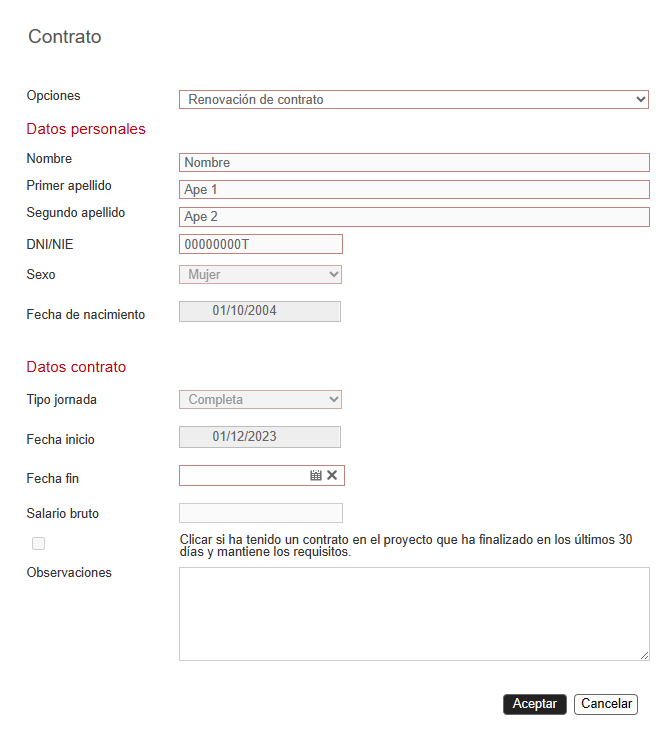 Contrato
Opciones Renovación de contrato
Datos personales
Nombre Nombre
Primer apellido Ape 1
Segundo apellido Ape 2
DNI/NIE 00000000T
Sexo Mujer
Fecha de nacimiento 01/10/2004
Datos contrato
Tipo jornada Completa
Fecha inicio 01/12/2023
Fecha fin
Salario bruto
Clicar si ha tenido un contrato en el proyecto que ha finalizado en los últimos 30
días y mantiene los requisitos.
Observaciones
Aceptar Cancelar